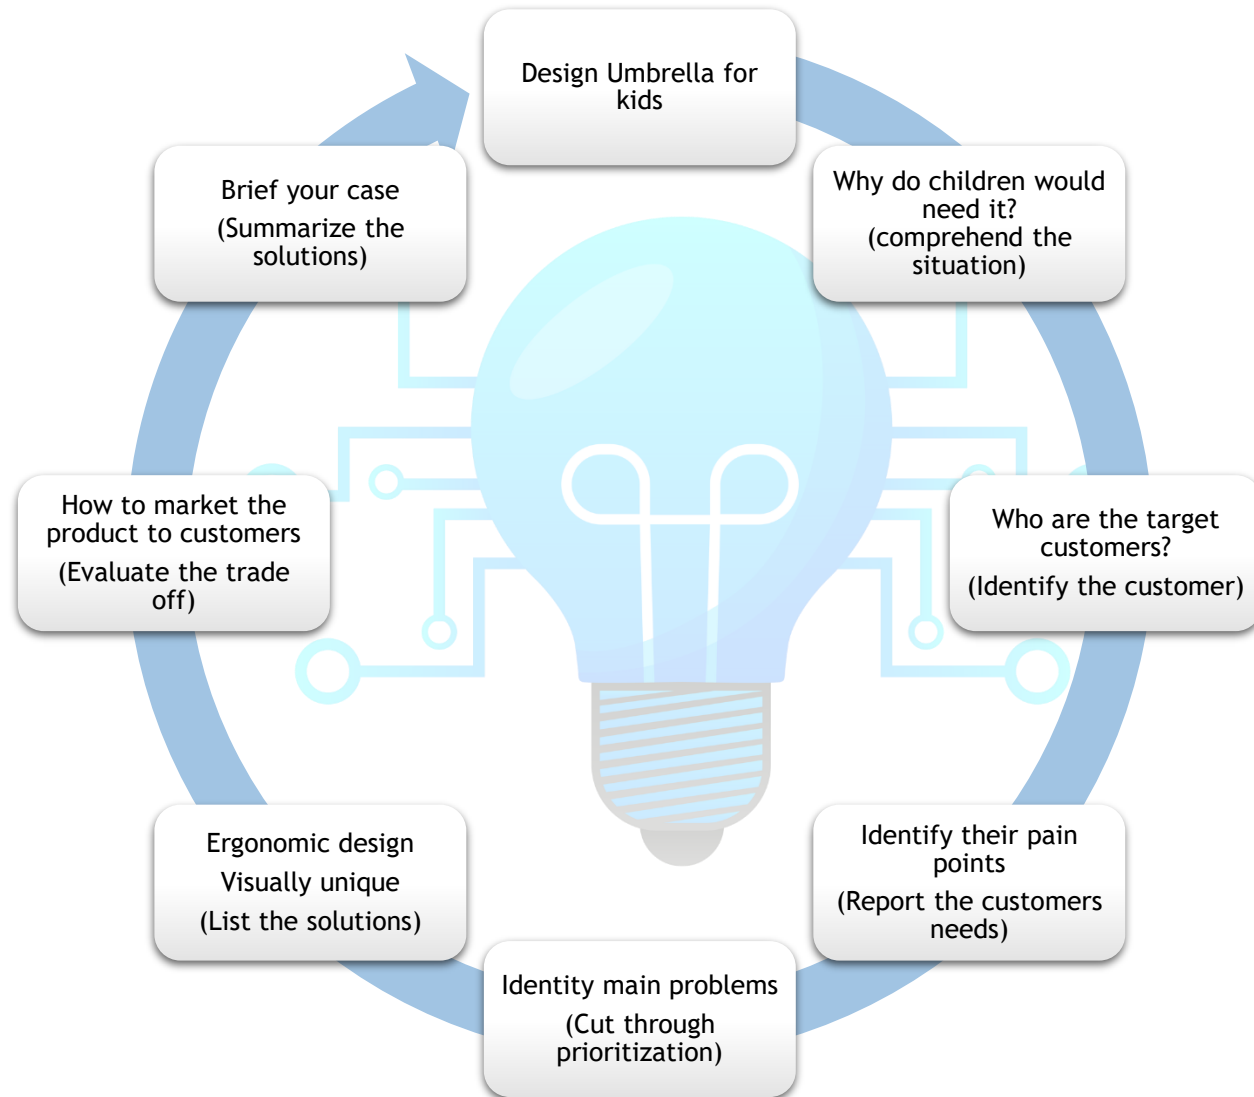 Design Umbrella for
kids
Why do children would
need it?
(comprehend the
situation)
Who are the target
customers?
(Identify the customer)
Identify their pain
points
(Report the customers
needs)
Identity main problems
(Cut through
prioritization)
Ergonomic design
Visually unique
(List the solutions)
How to market the
product to customers
(Evaluate the trade
off)
Brief your case
(Summarize the
solutions)